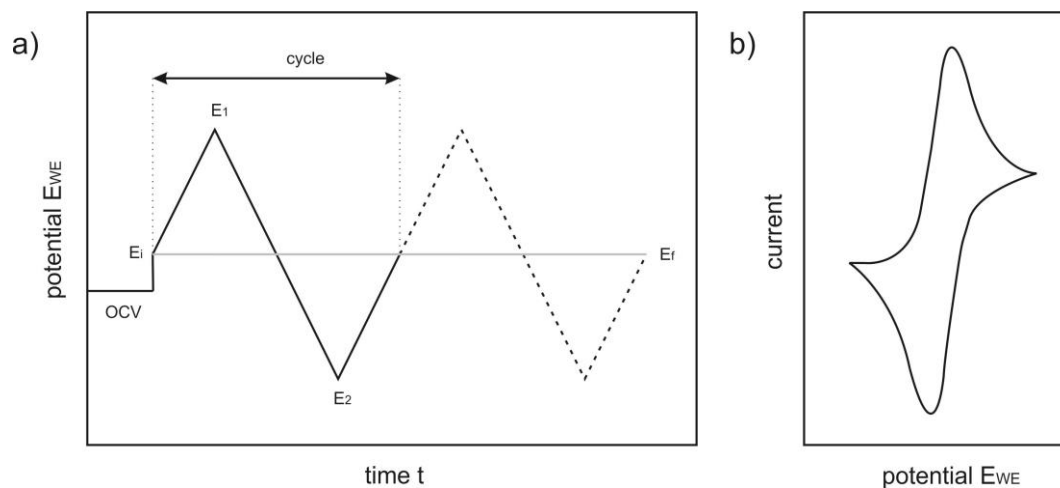 a)
cycle
E1
Ei
Ef
OCV
E2
potential EWE
time t
b)
current
potential EWE